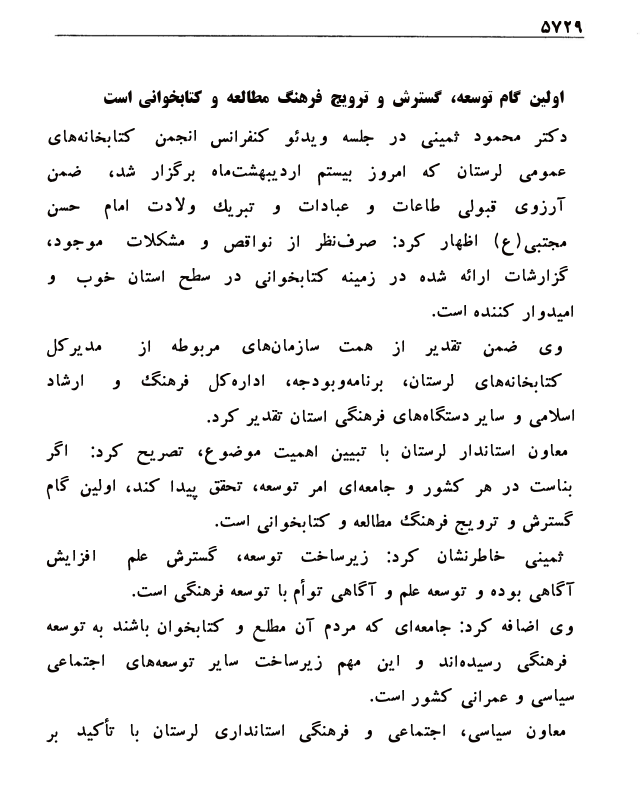 ۵۷۲۹
اولین گام توسعه، گسترش و ترویج فرهنگ مطالعه و کتابخوانی است
دکتر محمود ثمینی در جلسه ویدئو کنفرانس انجمن کتابخانه‌های
عمومی لرستان که امروز بیستم اردیبهشت‌ماه برگزار شد، ضمن
آرزوی قبولی طاعات و عبادات و تبریك ولادت امام حسن
مجتبی(ع) اظهار کرد: صرف‌نظر از نواقص و مشکلات موجود،
گزارشات ارائه شده در زمینه کتابخوانی در سطح استان خوب و
امیدوار کننده است.
وی ضمن تقدیر از همت سازمان‌های مربوطه از مدیرکل
کتابخانه‌های لرستان، برنامه‌وبودجه، اداره‌کل فرهنگ و ارشاد
اسلامی و سایر دستگاه‌های فرهنگی استان تقدیر کرد.
معاون استاندار لرستان با تبیین اهمیت موضوع، تصریح کرد: اگر
بناست در هر کشور و جامعه‌ای امر توسعه، تحقق پیدا کند، اولین گام
گسترش و ترویج فرهنگ مطالعه و کتابخوانی است.
ثمینی خاطرنشان کرد: زیرساخت توسعه، گسترش علم افزایش
آگاهی بوده و توسعه علم و آگاهی توأم با توسعه فرهنگی است.
وی اضافه کرد: جامعه‌ای که مردم آن مطلع و کتابخوان باشند به توسعه
فرهنگی رسیده‌اند و این مهم زیرساخت سایر توسعه‌های اجتماعی
سیاسی و عمرانی کشور است.
معاون سیاسی، اجتماعی و فرهنگی استانداری لرستان با تأکید بر